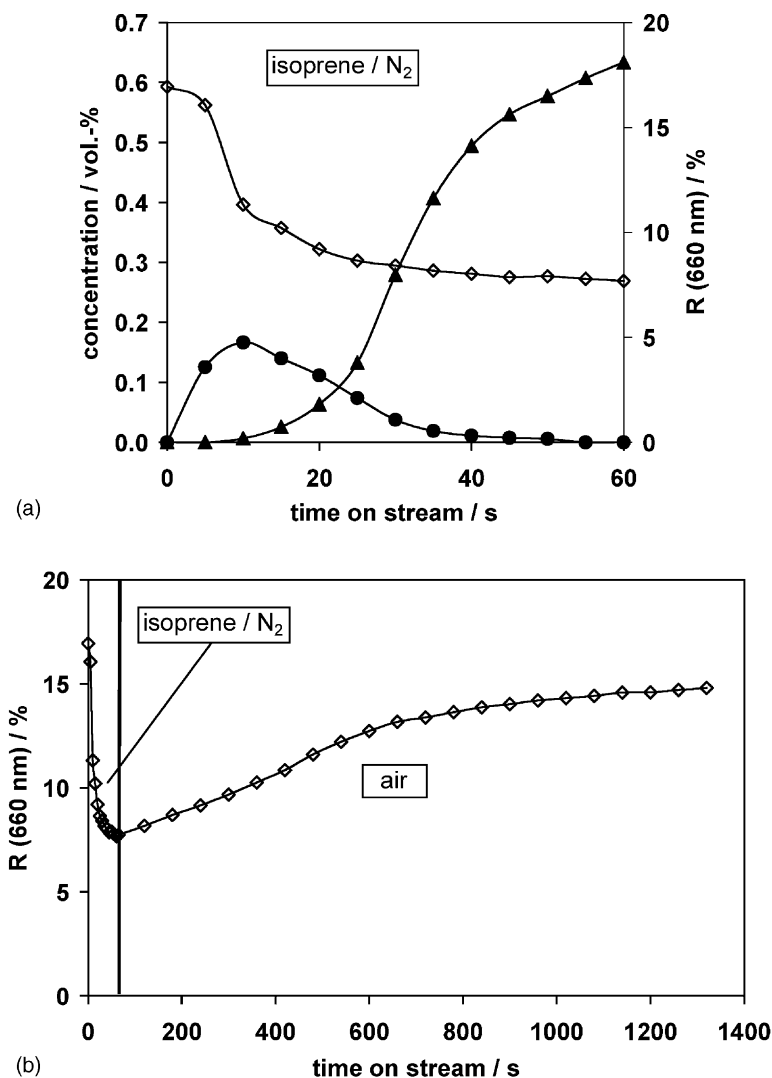 isoprene / N2
concentration / vol.-%
0.7
0.6
0.5
0.4
0.3
0.2
0.1
0.0
20
15
10
5
0
R (660 nm) / %
0 20 40 60
time on stream / s
(a)
isoprene / N2
air
R (660 nm) / %
20
15
10
5
0
0 200 400 600 800 1000 1200 1400
time on stream / s
(b)